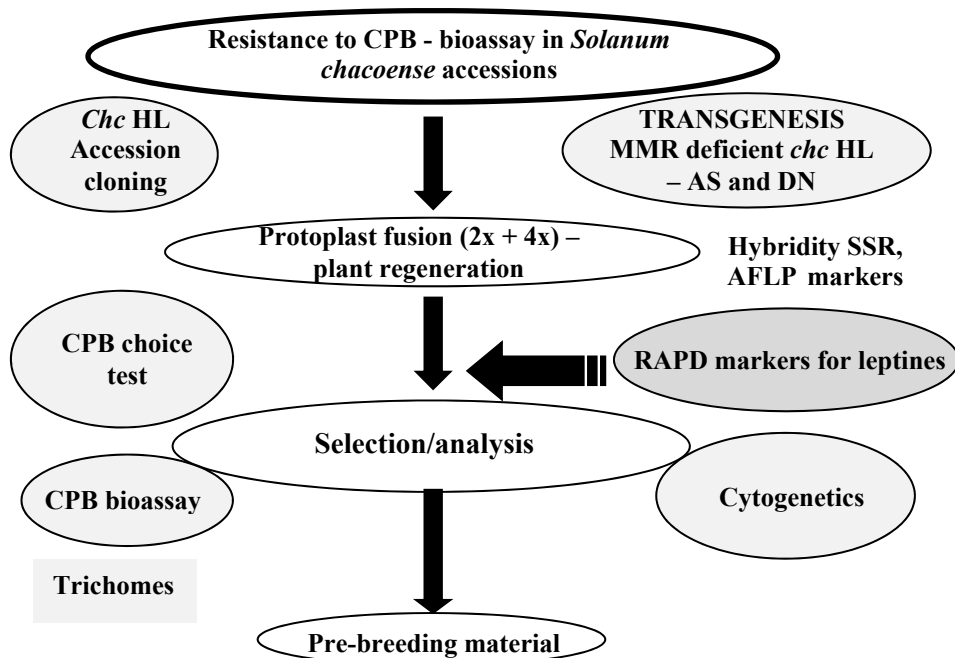 Resistance to CPB - bioassay in Solanum
chacoense accessions
Chc HL
Accession
cloning
TRANSGENESIS
MMR deficient chc HL
– AS and DN
Protoplast fusion (2x + 4x) –
plant regeneration
Hybridity SSR,
AFLP markers
CPB choice
test
RAPD markers for leptines
Selection/analysis
CPB bioassay
Cytogenetics
Trichomes
Pre-breeding material